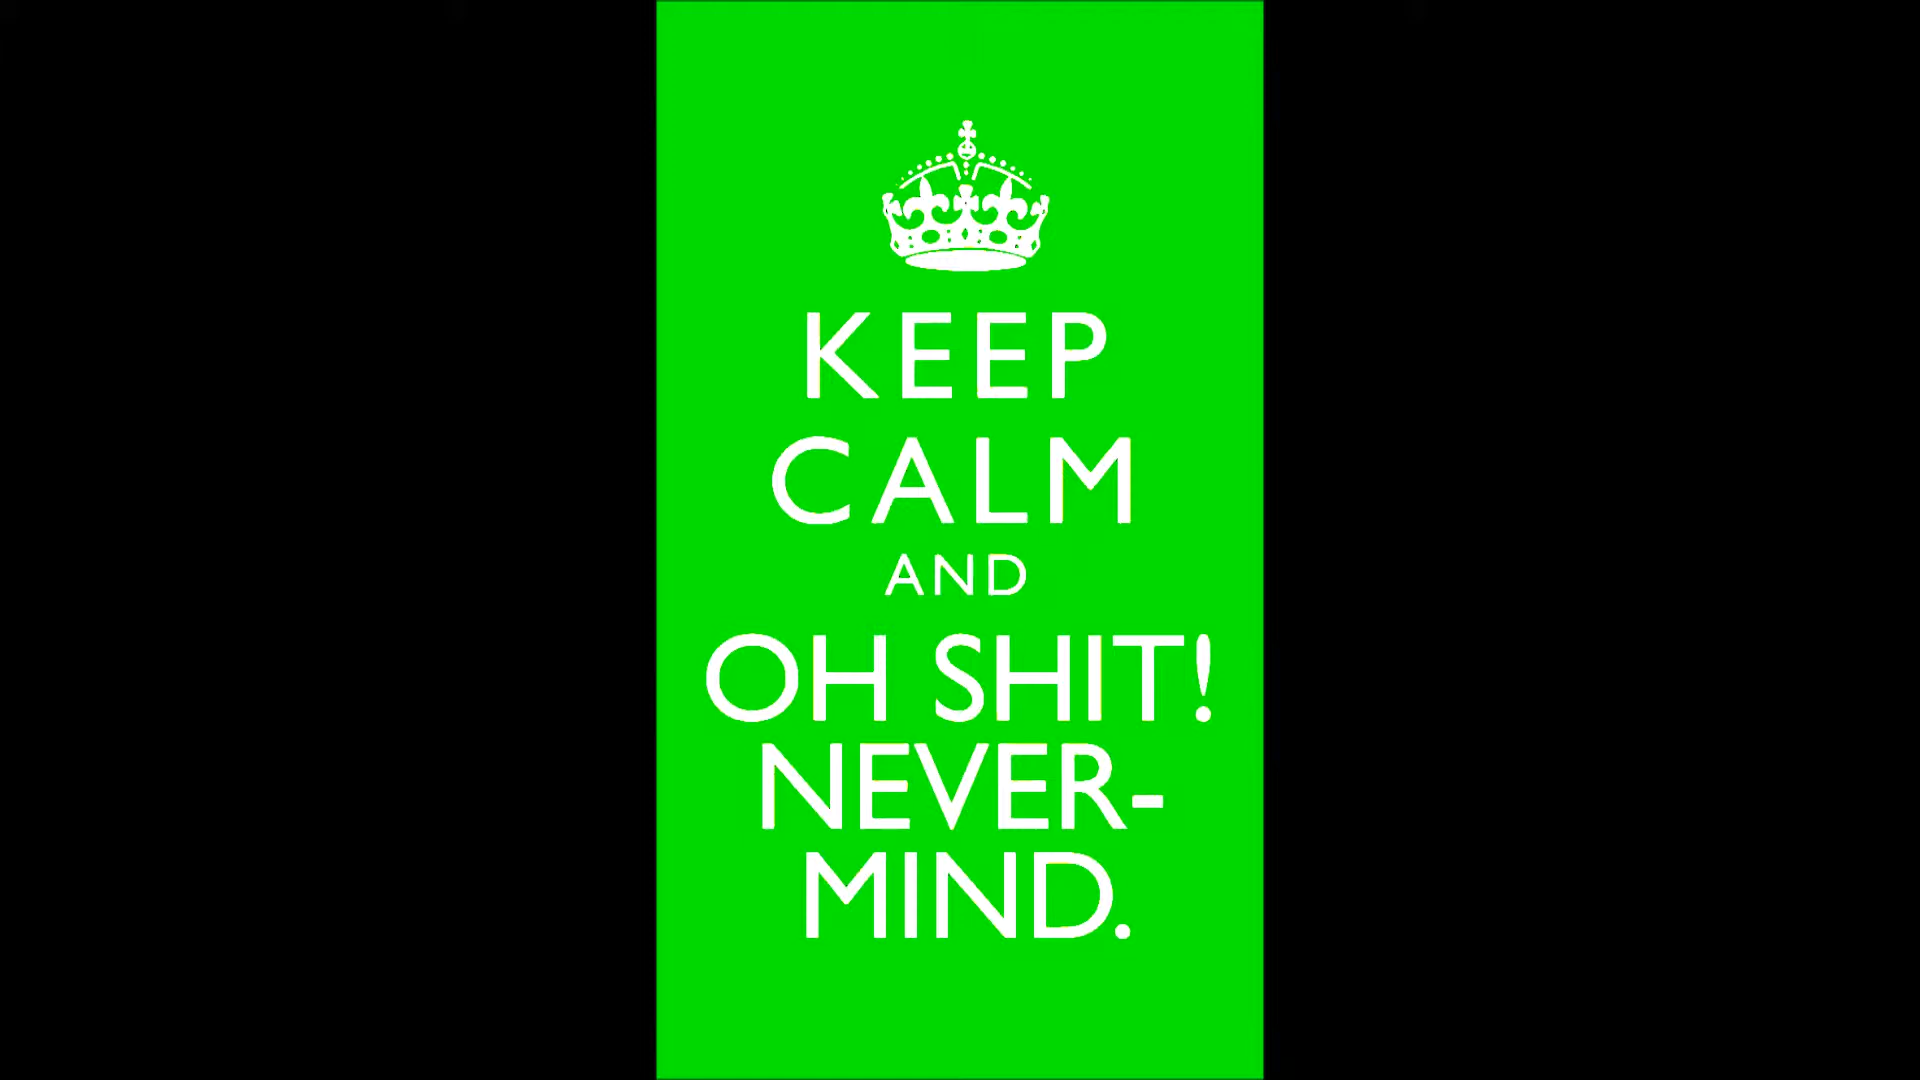 KEEP
CALM
AND
OH SHIT!
NEVER-
MIND.